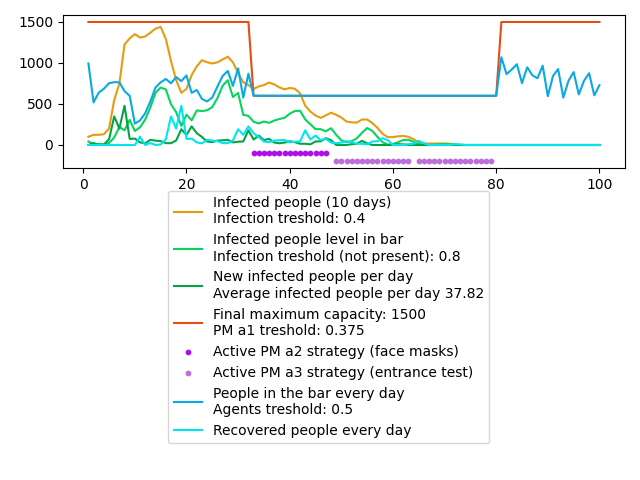 1500
1000
500
0
0
20
40
60
80
100
Infected people (10 days)
Infection treshold: 0.4
Infected people level in bar
Infection treshold (not present): 0.8
New infected people per day
Average infected people per day 37.82
Final maximum capacity: 1500
PM a1 treshold: 0.375
Active PM a2 strategy (face masks)
Active PM a3 strategy (entrance test)
People in the bar every day
Agents treshold: 0.5
Recovered people every day